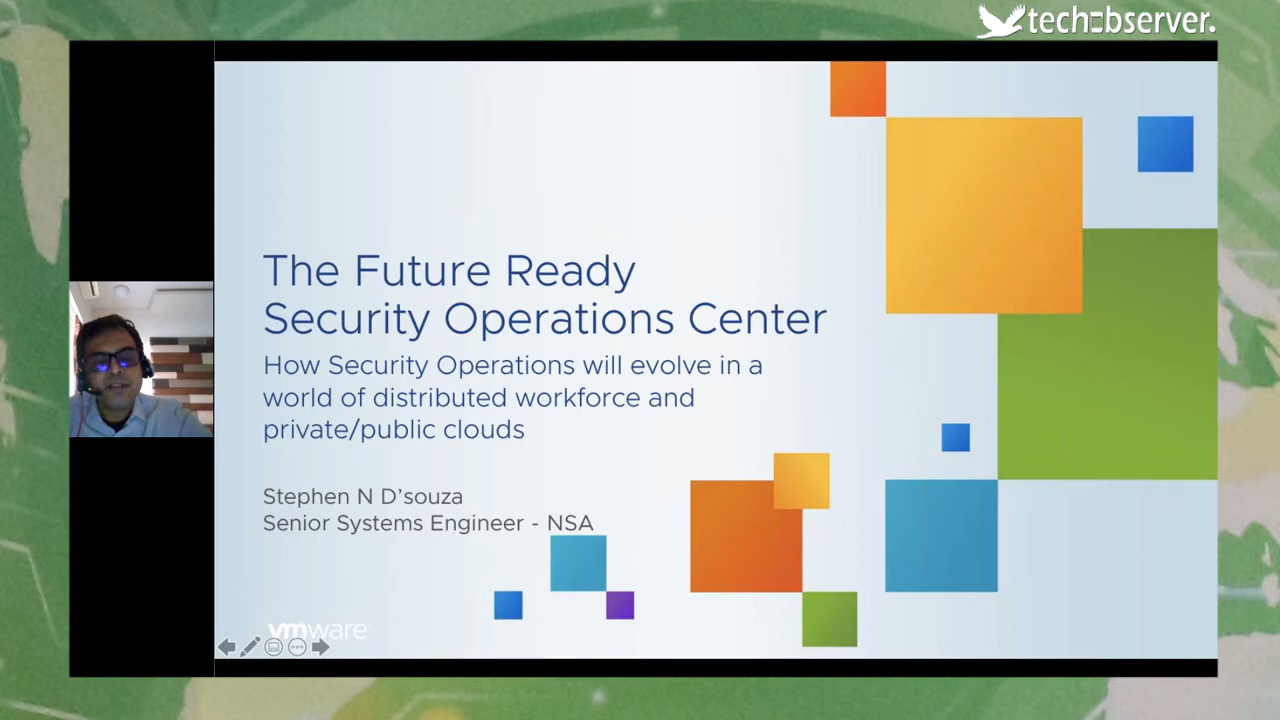 techobserver.
The Future Ready
Security Operations Center
How Security Operations will evolve in a
world of distributed workforce and
private/public clouds
Stephen N D’souza
Senior Systems Engineer - NSA
vmware